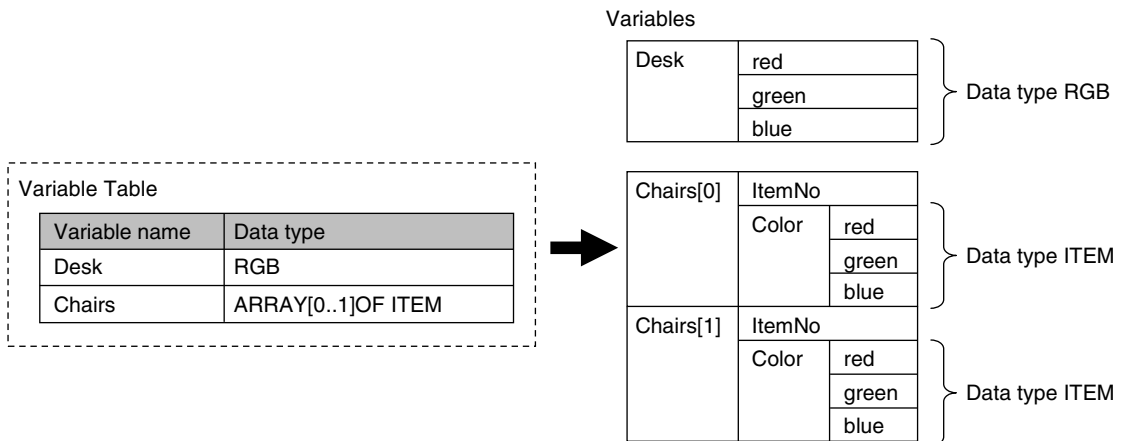 Variables
Desk red
green
blue
Data type RGB
Variable Table
Variable name Data type
Desk RGB
Chairs ARRAY[0..1]OF ITEM
Chairs[0] ItemNo
Color red
green
blue
Data type ITEM
Chairs[1] ItemNo
Color red
green
blue
Data type ITEM